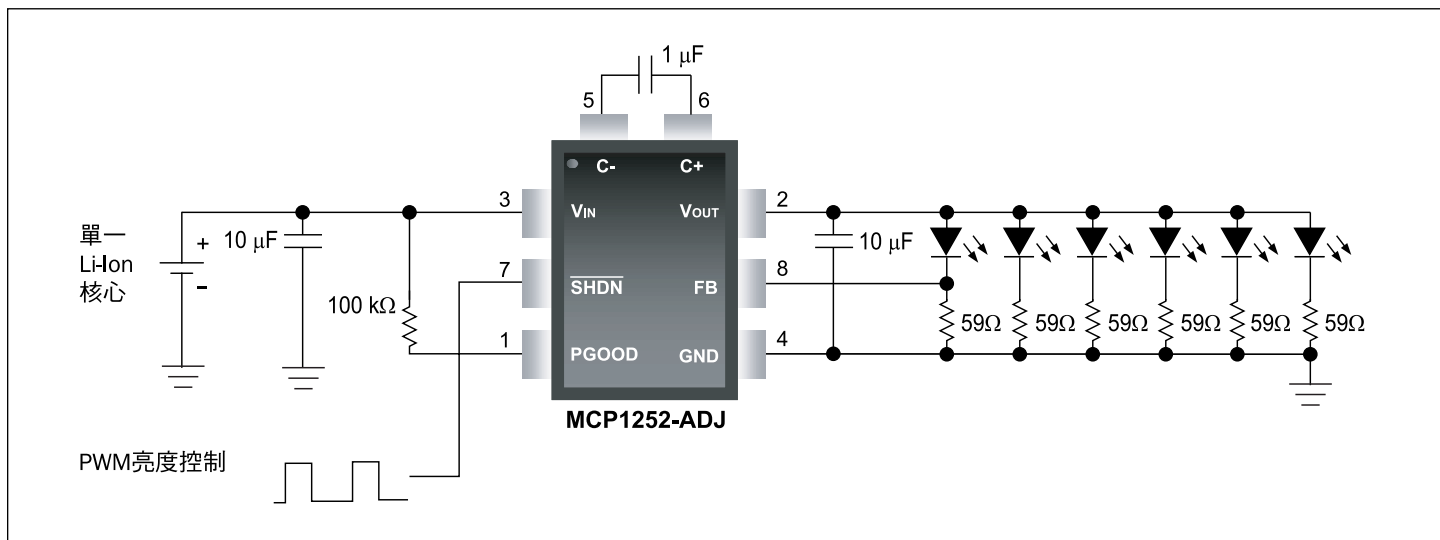 1 μF
5
6
C-
C+
3
VIN
VOUT
2
單一
Li-Ion
核心
+
-
10 μF
10 μF
7
SHDN
FB
8
100 kΩ
59Ω
59Ω
59Ω
59Ω
59Ω
59Ω
1
PGOOD
GND
4
MCP1252-ADJ
PWM亮度控制